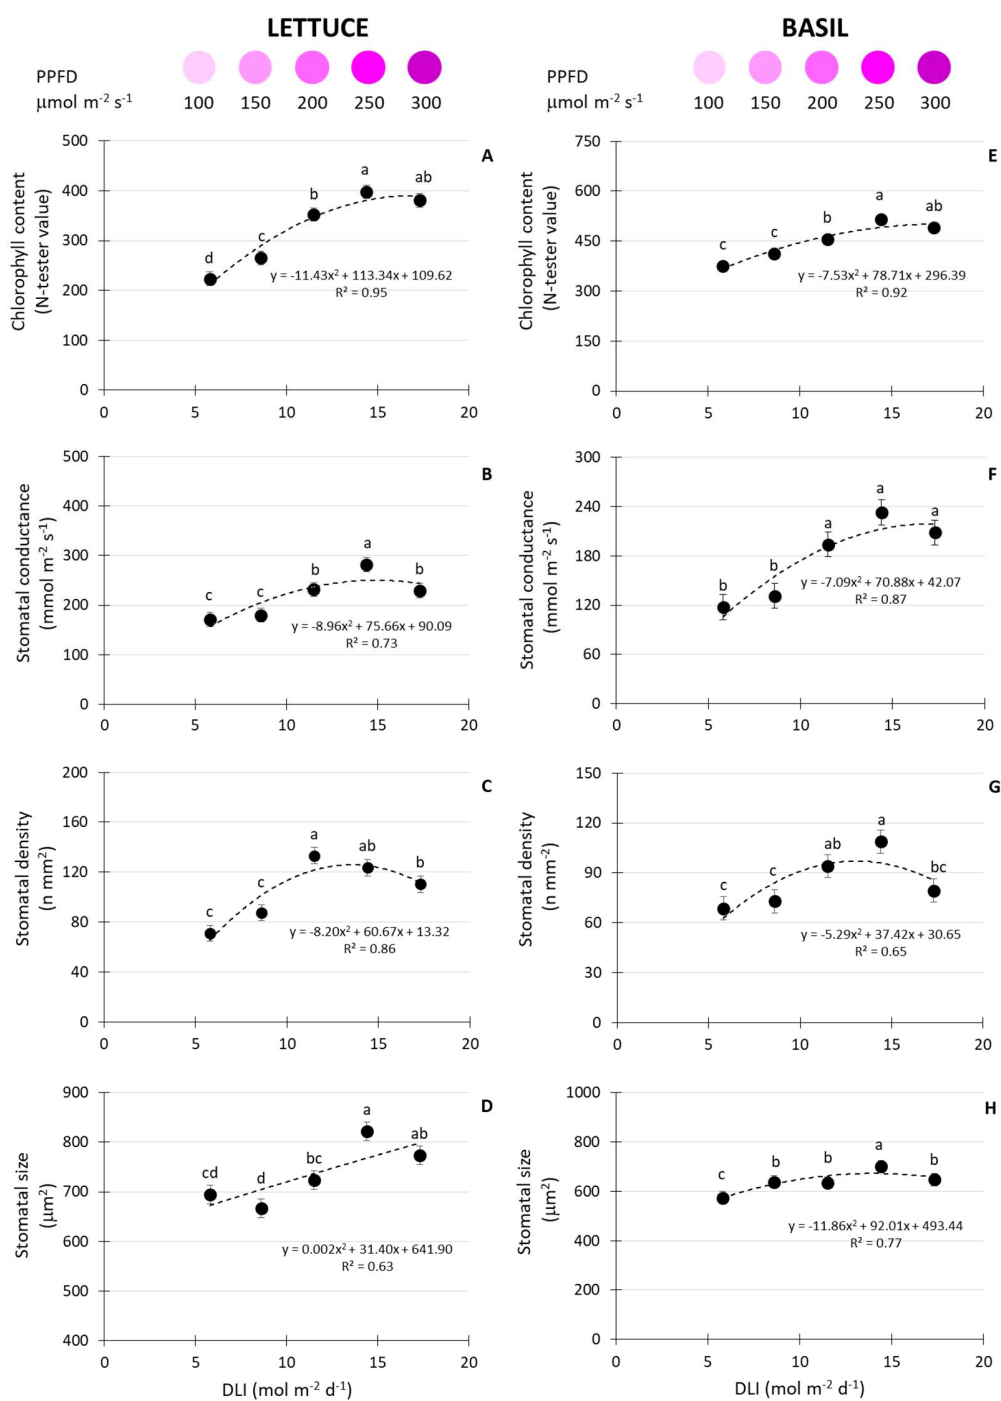 LETTUCE
PPFD
μmol m⁻² s⁻¹
100 150 200 250 300
BASIL
PPFD
μmol m⁻² s⁻¹
100 150 200 250 300
A
Chlorophyll content
(N-tester value)
500
400
300
200
100
0
d c b a ab
y = -11.43x² + 113.34x + 109.62
R² = 0.95
0 5 10 15 20
E
Chlorophyll content
(N-tester value)
750
600
450
300
150
0
c c b a ab
y = -7.53x² + 78.71x + 296.39
R² = 0.92
0 5 10 15 20
B
Stomatal conductance
(mmol m⁻² s⁻¹)
500
400
300
200
100
0
c c b a b
y = -8.96x² + 75.66x + 90.09
R² = 0.73
0 5 10 15 20
F
Stomatal conductance
(mmol m⁻² s⁻¹)
300
240
180
120
60
0
b b a a a
y = -7.09x² + 70.88x + 42.07
R² = 0.87
0 5 10 15 20
C
Stomatal density
(n mm²)
200
160
120
80
40
0
c c a ab b
y = -8.20x² + 60.67x + 13.32
R² = 0.86
0 5 10 15 20
G
Stomatal density
(n mm⁻²)
150
120
90
60
30
0
c c ab a bc
y = -5.29x² + 37.42x + 30.65
R² = 0.65
0 5 10 15 20
D
Stomatal size
(μm²)
900
800
700
600
500
400
cd d bc a ab
y = 0.002x² + 31.40x + 641.90
R² = 0.63
0 5 10 15 20
DLI (mol m⁻² d⁻¹)
H
Stomatal size
(μm²)
1000
800
600
400
200
0
c b b a b
y = -11.86x² + 92.01x + 493.44
R² = 0.77
0 5 10 15 20
DLI (mol m⁻² d⁻¹)